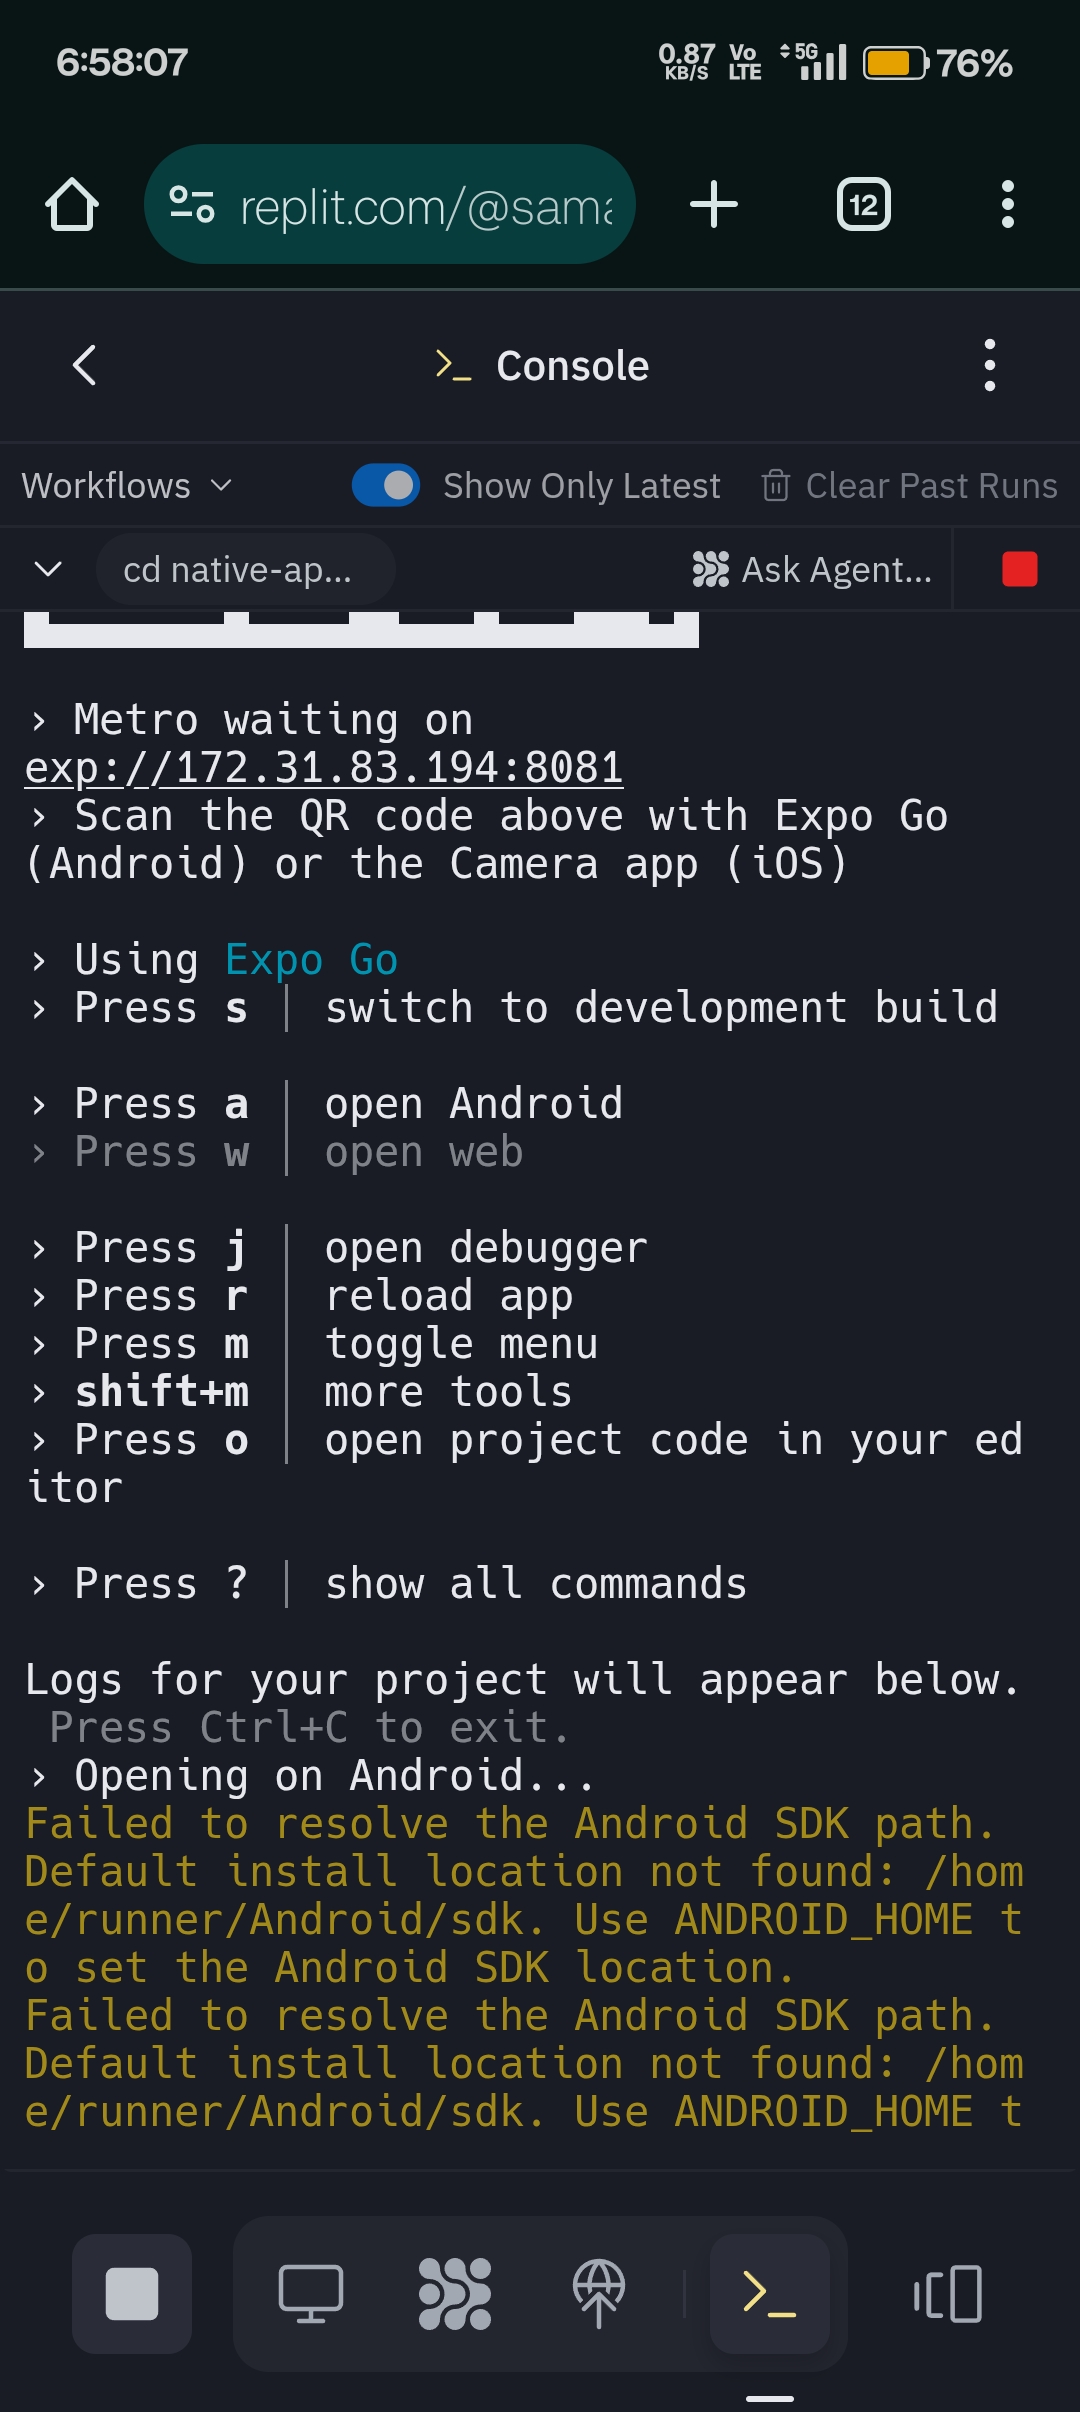 6:58:07
0.87 KB/S Vo LTE 5G 76%
replit.com/@sama
12
Console
Workflows Show Only Latest Clear Past Runs
cd native-ap... Ask Agent...
› Metro waiting on
exp://172.31.83.194:8081
› Scan the QR code above with Expo Go
(Android) or the Camera app (iOS)
› Using Expo Go
› Press s │ switch to development build
› Press a │ open Android
› Press w │ open web
› Press j │ open debugger
› Press r │ reload app
› Press m │ toggle menu
› shift+m │ more tools
› Press o │ open project code in your ed
itor
› Press ? │ show all commands
Logs for your project will appear below.
Press Ctrl+C to exit.
› Opening on Android...
Failed to resolve the Android SDK path.
Default install location not found: /hom
e/runner/Android/sdk. Use ANDROID_HOME t
o set the Android SDK location.
Failed to resolve the Android SDK path.
Default install location not found: /hom
e/runner/Android/sdk. Use ANDROID_HOME t